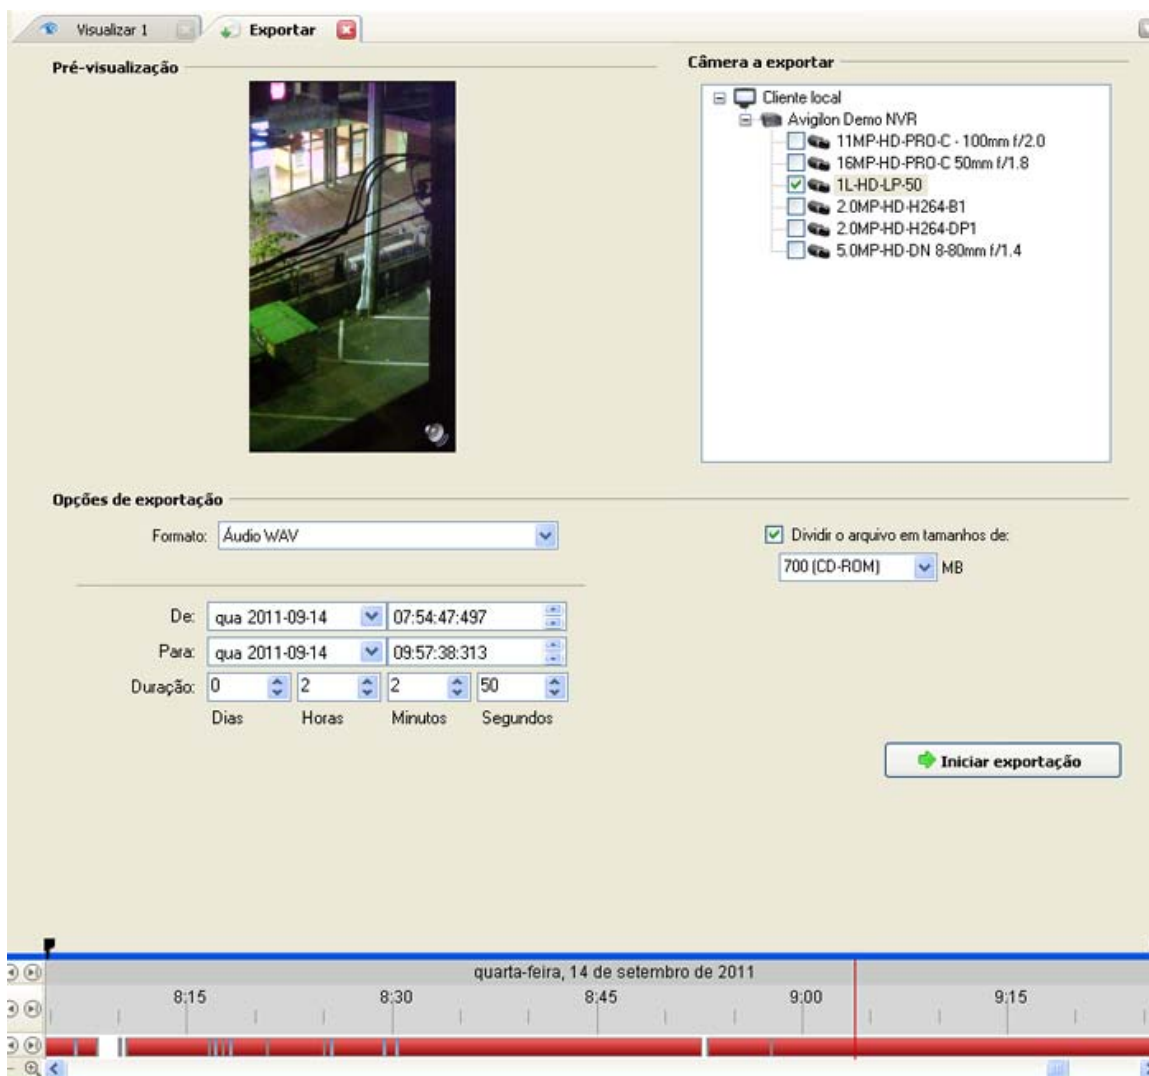 Visualizar 1
Exportar
Pré-visualização
Câmera a exportar
Cliente local
Avigilon Demo NVR
11MP-HD-PRO-C - 100mm f/2.0
16MP-HD-PRO-C 50mm f/1.8
1L-HD-LP-50
2.0MP-HD-H264-B1
2.0MP-HD-H264-DP1
5.0MP-HD-DN 8-80mm f/1.4
Opções de exportação
Formato: Áudio WAV
Dividir o arquivo em tamanhos de:
700 (CD-ROM) MB
De: qua 2011-09-14 07:54:47:497
Para: qua 2011-09-14 09:57:38:313
Duração: 0 2 2 50
Dias Horas Minutos Segundos
Iniciar exportação
quarta-feira, 14 de setembro de 2011
8:15 8:30 8:45 9:00 9:15